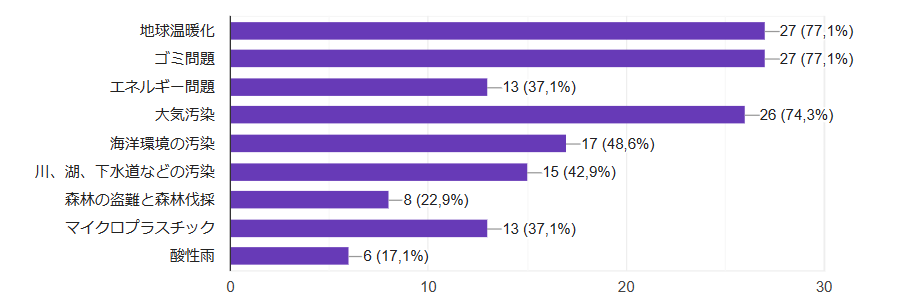 地球温暖化 27 (77,1%)
ゴミ問題 27 (77,1%)
エネルギー問題 13 (37,1%)
大気汚染 26 (74,3%)
海洋環境の汚染 17 (48,6%)
川、湖、下水道などの汚染 15 (42,9%)
森林の盗難と森林伐採 8 (22,9%)
マイクロプラスチック 13 (37,1%)
酸性雨 6 (17,1%)
0 10 20 30